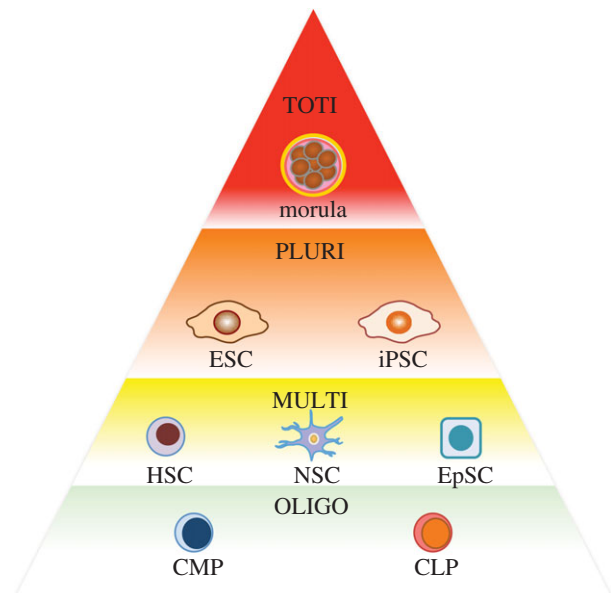 TOTI
morula
PLURI
ESC iPSC
MULTI
HSC NSC EpSC
OLIGO
CMP CLP